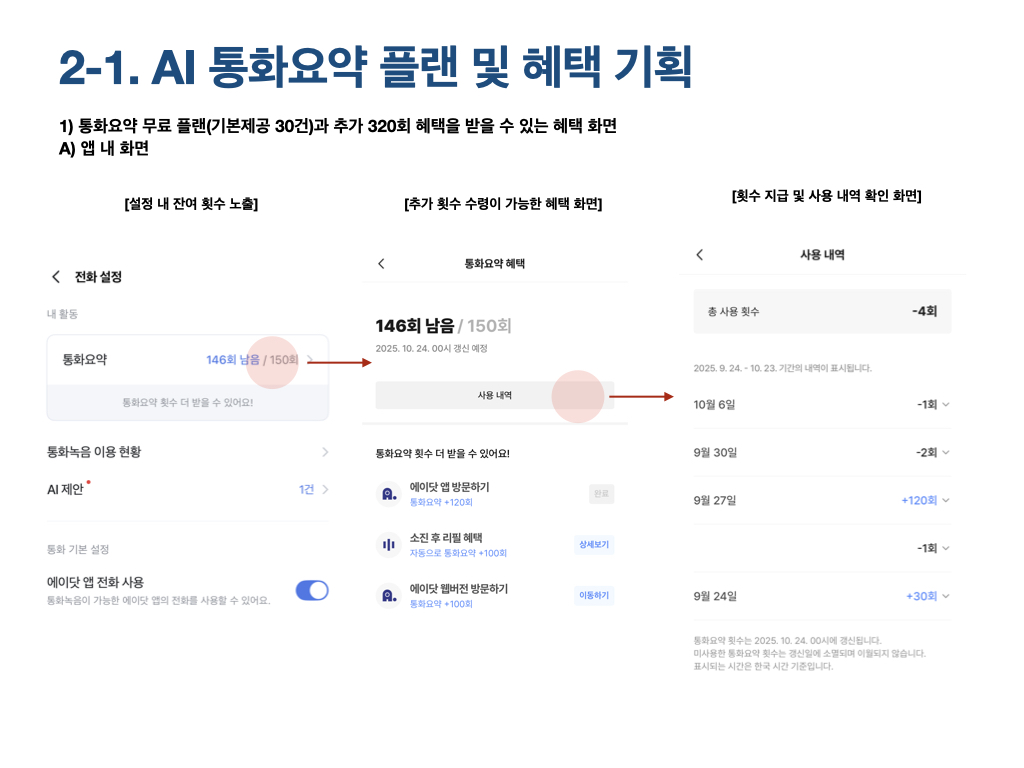 2-1. AI 통화요약 플랜 및 혜택 기획
1) 통화요약 무료 플랜(기본제공 30건)과 추가 320회 혜택을 받을 수 있는 혜택 화면
A) 앱 내 화면
[설정 내 잔여 횟수 노출]
전화 설정
내 활동
통화요약 146회 남음 / 150회
통화요약 횟수 더 받을 수 있어요!
통화녹음 이용 현황
AI 제안 1건
통화 기본 설정
에이닷 앱 전화 사용
통화녹음이 가능한 에이닷 앱의 전화를 사용할 수 있어요.
[추가 횟수 수령이 가능한 혜택 화면]
통화요약 혜택
146회 남음 / 150회
2025. 10. 24. 00시 갱신 예정
사용 내역
통화요약 횟수 더 받을 수 있어요!
에이닷 앱 방문하기
통화요약 +120회
완료
소진 후 리필 혜택
자동으로 통화요약 +100회
상세보기
에이닷 웹버전 방문하기
통화요약 +100회
이동하기
[횟수 지급 및 사용 내역 확인 화면]
사용 내역
총 사용 횟수 -4회
2025. 9. 24. - 10. 23. 기간의 내역이 표시됩니다.
10월 6일 -1회
9월 30일 -2회
9월 27일 +120회
-1회
9월 24일 +30회
통화요약 횟수는 2025. 10. 24. 00시에 갱신됩니다.
미사용한 통화요약 횟수는 갱신일에 소멸되며 이월되지 않습니다.
표시되는 시간은 한국 시간 기준입니다.